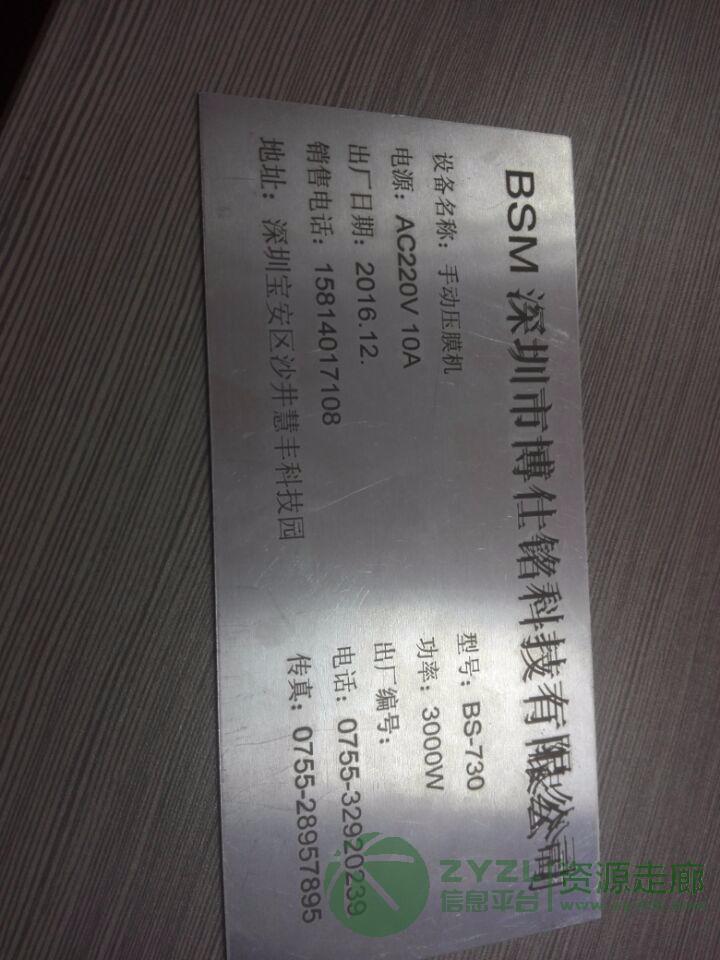 BSM 深圳市博仕铭科技有限公司
设备名称：手动压膜机 型号：BS-730
电源：AC220V 10A 功率：3000W
出厂日期：2016.12. 出厂编号：
销售电话：15814017108 电话：0755-32920239
地址：深圳宝安区沙井慧丰科技园 传真：0755-28957895
ZYZL 资源走廊
信息平台